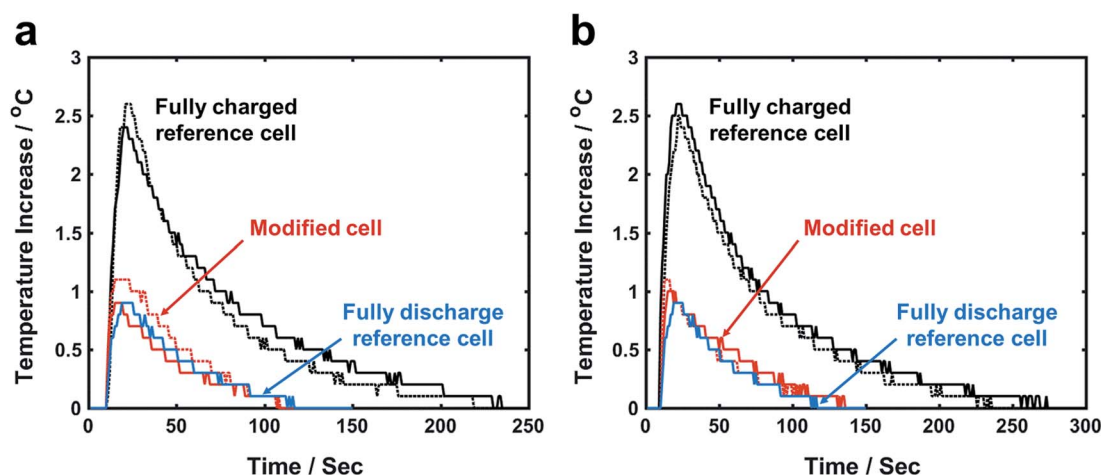 a
3
2.5
2
1.5
1
0.5
0
Temperature Increase / °C
Fully charged
reference cell
Modified cell
Fully discharge
reference cell
0 50 100 150 200 250
Time / Sec
b
3
2.5
2
1.5
1
0.5
0
Temperature Increase / °C
Fully charged
reference cell
Modified cell
Fully discharge
reference cell
0 50 100 150 200 250 300
Time / Sec